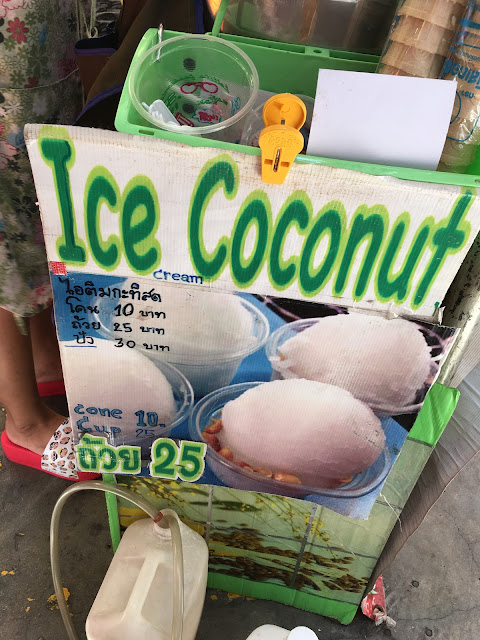 Ice Coconut
cream
ไอติมกะทิสด
โคน 10 บาท
ถ้วย 25 บาท
ปัง 30 บาท
cone 10.-
Cup 25
ถ้วย 25